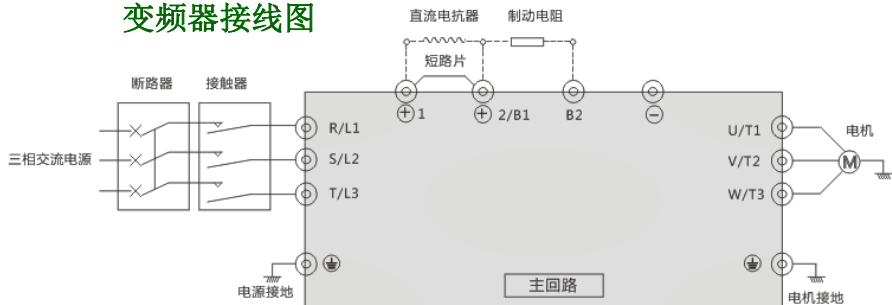 变频器接线图
直流电抗器
制动电阻
短路片
断路器
接触器
⊕1
⊕2/B1
B2
⊖
R/L1
U/T1
电机
三相交流电源
S/L2
V/T2
M
T/L3
W/T3
电源接地
主回路
电机接地